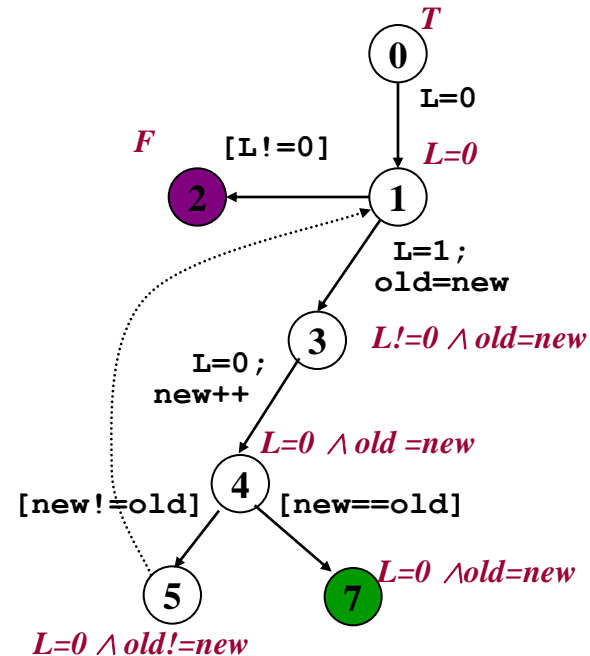 T
0
L=0
F
[L!=0]
L=0
2
1
L=1;
old=new
3
L!=0 ∧ old=new
L=0;
new++
L=0 ∧ old =new
4
[new!=old]
[new==old]
5
7
L=0 ∧old=new
L=0 ∧ old!=new